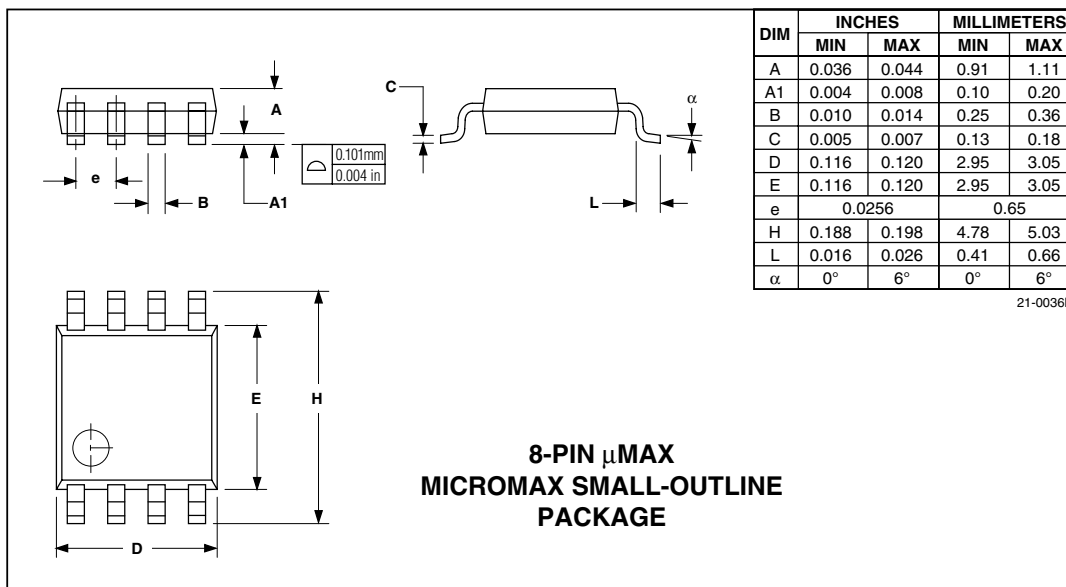 DIM INCHES MILLIMETERS
MIN MAX MIN MAX
A 0.036 0.044 0.91 1.11
A1 0.004 0.008 0.10 0.20
B 0.010 0.014 0.25 0.36
C 0.005 0.007 0.13 0.18
D 0.116 0.120 2.95 3.05
E 0.116 0.120 2.95 3.05
e 0.0256 0.65
H 0.188 0.198 4.78 5.03
L 0.016 0.026 0.41 0.66
α 0° 6° 0° 6°
21-0036
A
C
α
0.101mm
0.004 in
e
B
A1
L
E
H
D
8-PIN µMAX
MICROMAX SMALL-OUTLINE
PACKAGE